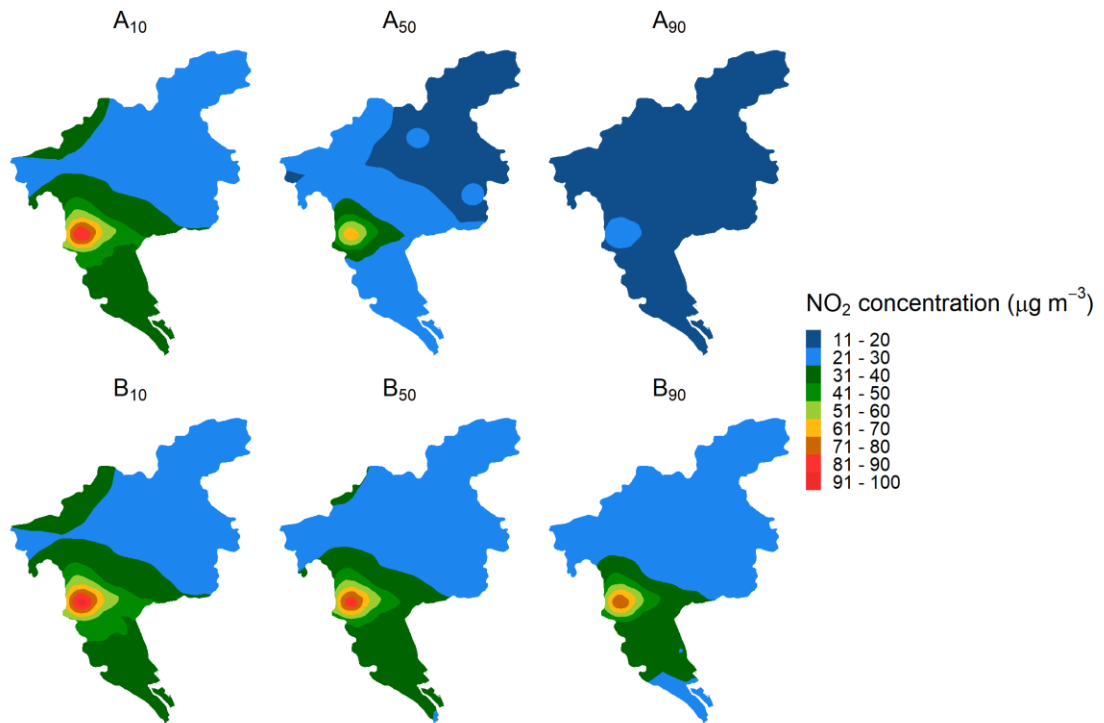 A₁₀
A₅₀
A₉₀
NO₂ concentration (μg m⁻³)
11 - 20
21 - 30
31 - 40
41 - 50
51 - 60
61 - 70
71 - 80
81 - 90
91 - 100
B₁₀
B₅₀
B₉₀